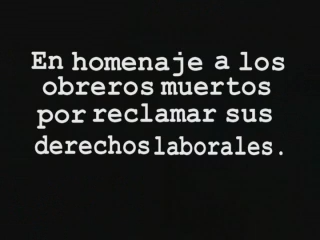 En homenaje a los
obreros muertos
por reclamar sus
derechos laborales.